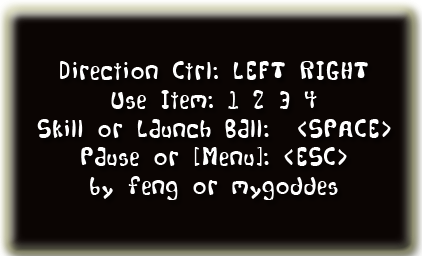 Direction Ctrl: LEFT RIGHT
Use Item: 1 2 3 4
Skill or Launch Ball: <SPACE>
Pause or [Menu]: <ESC>
by feng or mygoddes